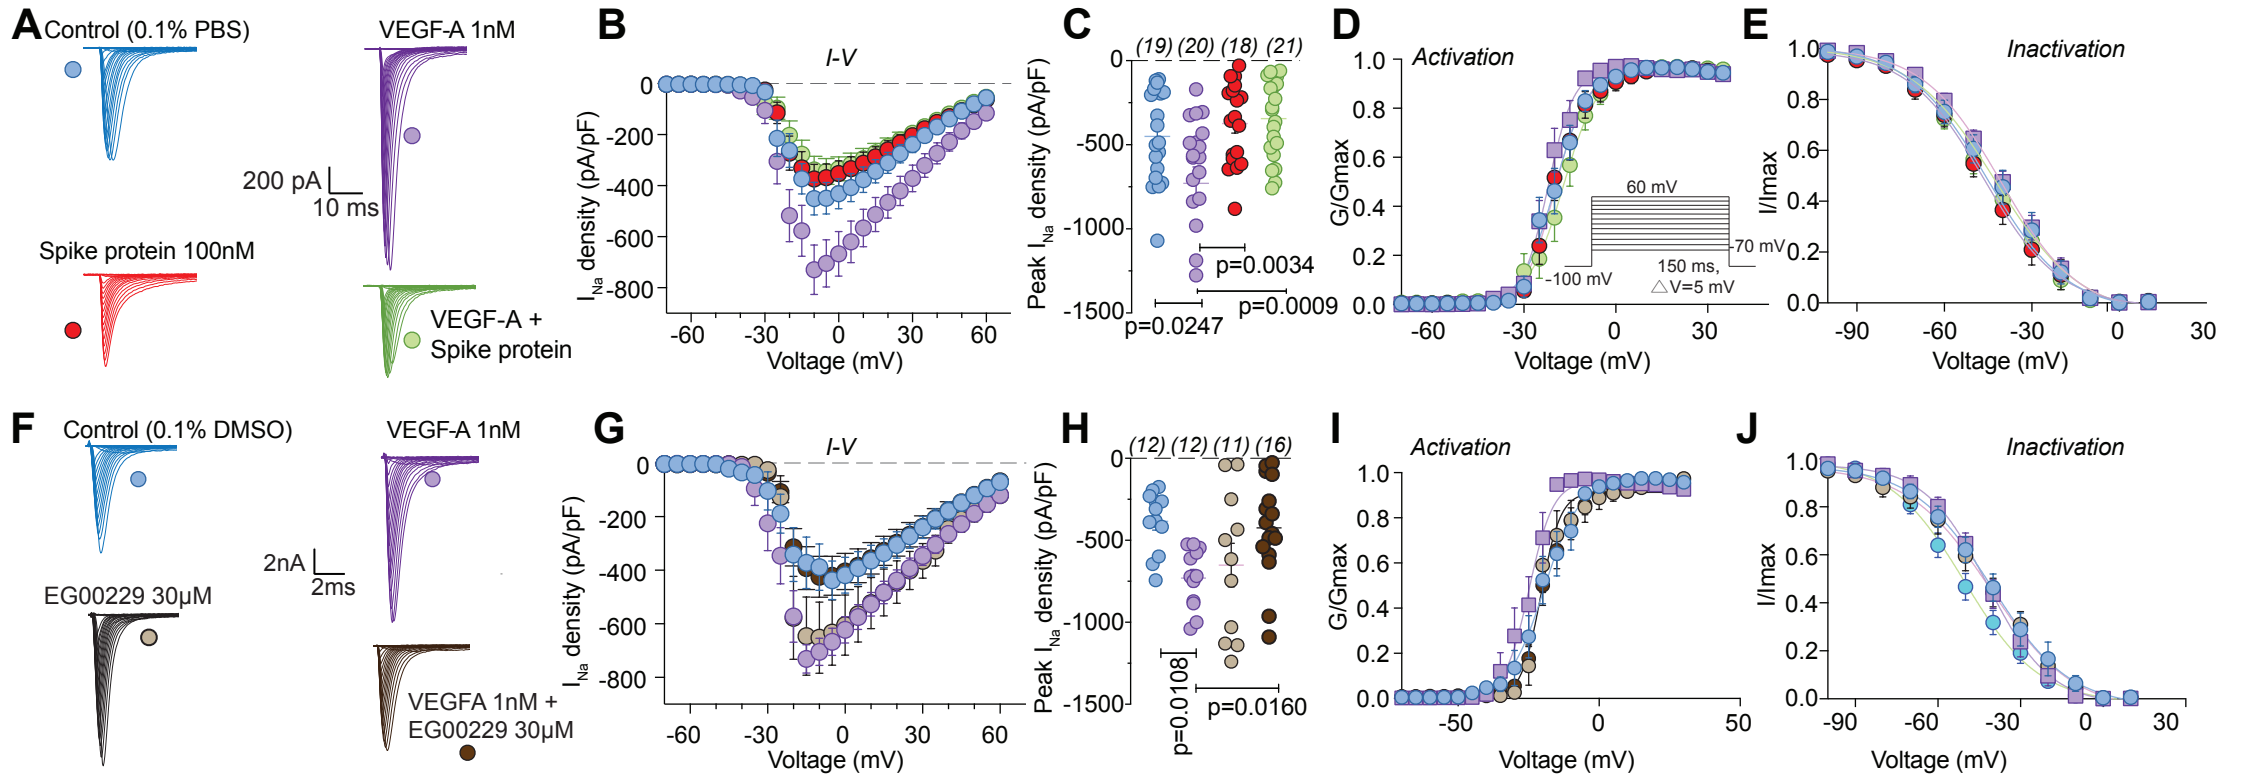 A
Control (0.1% PBS)
VEGF-A 1nM
200 pA
10 ms
Spike protein 100nM
VEGF-A +
Spike protein
B
I-V
0
-200
-400
-600
-800
I_Na density (pA/pF)
-60 -30 0 30 60
Voltage (mV)
C
(19) (20) (18) (21)
0
-500
-1000
-1500
Peak I_Na density (pA/pF)
p=0.0034
p=0.0009
p=0.0247
D
Activation
1.0
0.8
0.6
0.4
0.2
0.0
G/Gmax
60 mV
-70 mV
-100 mV
150 ms,
△V=5 mV
-60 -30 0 30
Voltage (mV)
E
Inactivation
1.0
0.8
0.6
0.4
0.2
0.0
I/Imax
-90 -60 -30 0 30
Voltage (mV)
F
Control (0.1% DMSO)
VEGF-A 1nM
2nA
2ms
EG00229 30µM
VEGFA 1nM +
EG00229 30µM
G
I-V
0
-200
-400
-600
-800
I_Na density (pA/pF)
-60 -30 0 30 60
Voltage (mV)
H
(12) (12) (11) (16)
0
-500
-1000
-1500
Peak I_Na density (pA/pF)
p=0.0108
p=0.0160
I
Activation
1.0
0.8
0.6
0.4
0.2
0.0
G/Gmax
-50 0 50
Voltage (mV)
J
Inactivation
1.0
0.8
0.6
0.4
0.2
0.0
I/Imax
-90 -60 -30 0 30
Voltage (mV)